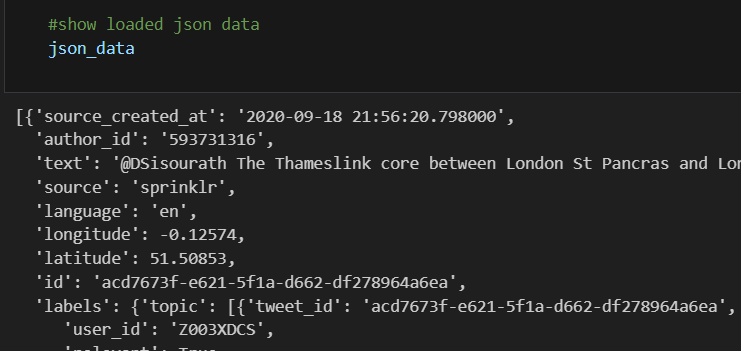 #show loaded json data
json_data
[{'source_created_at': '2020-09-18 21:56:20.798000',
'author_id': '593731316',
'text': '@DSisourath The Thameslink core between London St Pancras and Lon
'source': 'sprinklr',
'language': 'en',
'longitude': -0.12574,
'latitude': 51.50853,
'id': 'acd7673f-e621-5f1a-d662-df278964a6ea',
'labels': {'topic': [{'tweet_id': 'acd7673f-e621-5f1a-d662-df278964a6ea',
'user_id': 'Z003XDCS',
'relevant': True